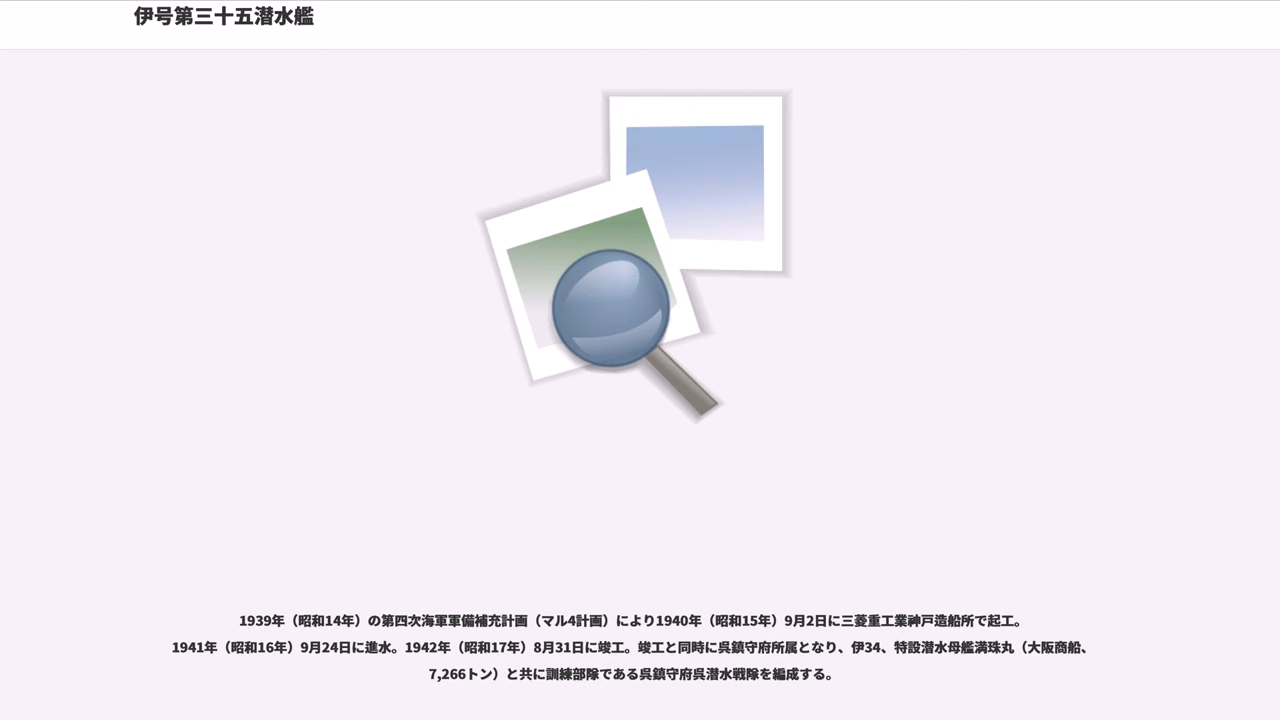 伊号第三十五潜水艦
1939年（昭和14年）の第四次海軍軍備補充計画（マル4計画）により1940年（昭和15年）9月2日に三菱重工業神戸造船所で起工。
1941年（昭和16年）9月24日に進水。1942年（昭和17年）8月31日に竣工。竣工と同時に呉鎮守府所属となり、伊34、特設潜水母艦満珠丸（大阪商船、
7,266トン）と共に訓練部隊である呉鎮守府呉潜水戦隊を編成する。